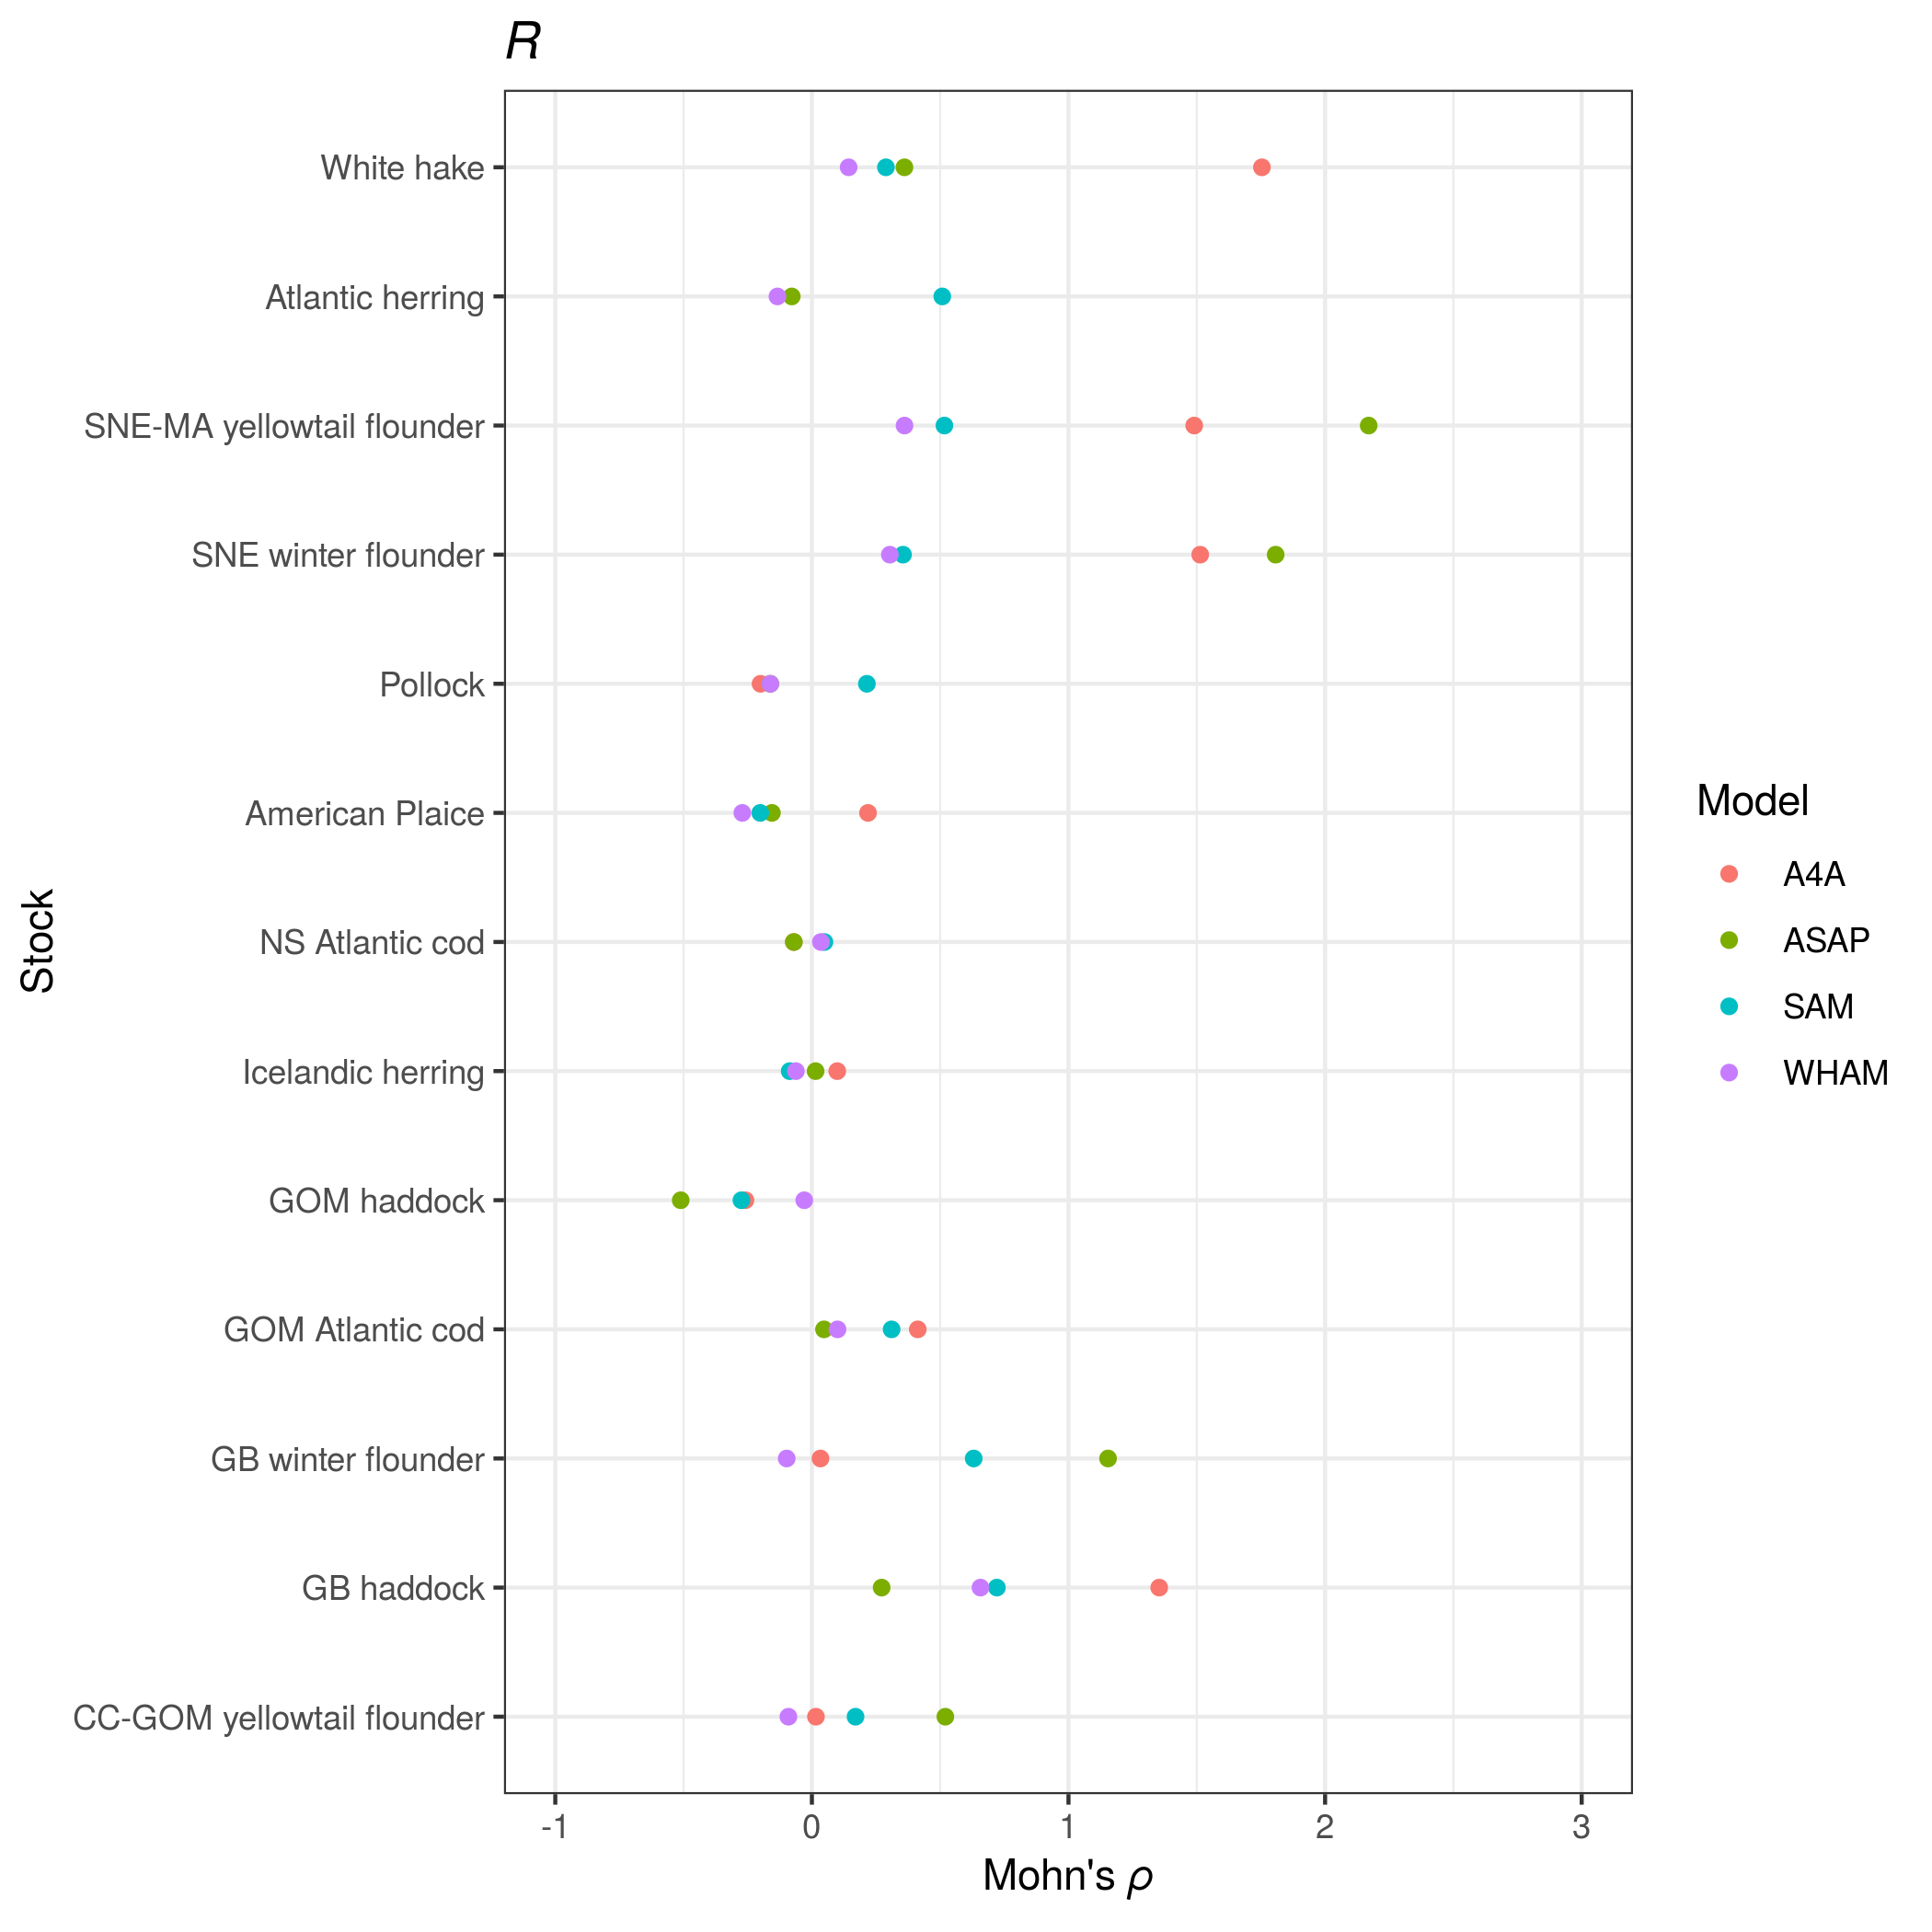 R
White hake
Atlantic herring
SNE-MA yellowtail flounder
SNE winter flounder
Pollock
American Plaice
NS Atlantic cod
Icelandic herring
GOM haddock
GOM Atlantic cod
GB winter flounder
GB haddock
CC-GOM yellowtail flounder
Stock
-1 0 1 2 3
Mohn's ρ
Model
A4A
ASAP
SAM
WHAM